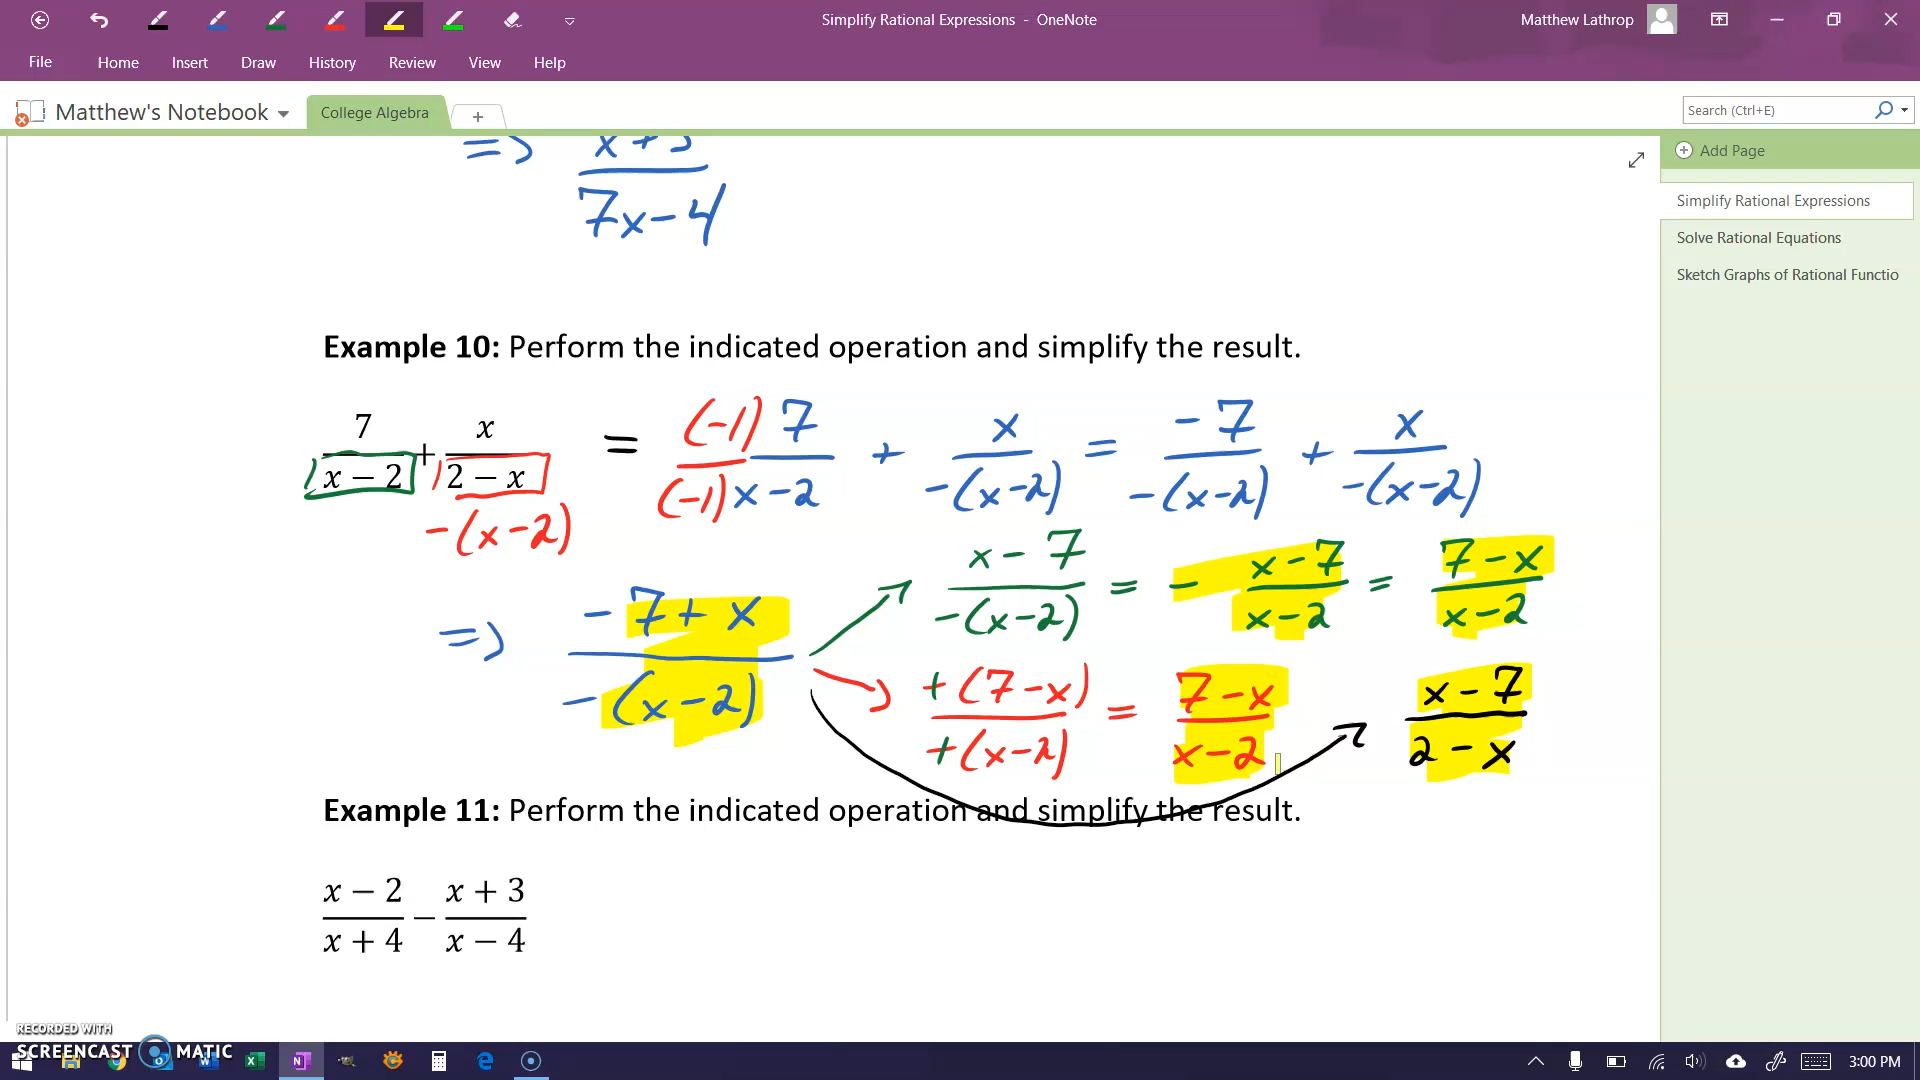 Simplify Rational Expressions - OneNote
Matthew Lathrop
File Home Insert Draw History Review View Help
Matthew's Notebook
College Algebra
+
Search (Ctrl+E)
Add Page
Simplify Rational Expressions
Solve Rational Equations
Sketch Graphs of Rational Functio
=> x+3
7x-4
Example 10: Perform the indicated operation and simplify the result.
7/(x − 2) + x/(2 − x) = (-1)7/(-1)x-2 + x/-(x-2) = -7/-(x-2) + x/-(x-2)
-(x-2)
=> -7+x/-(x-2)
x-7/-(x-2) = - x-7/x-2 = 7-x/x-2
+(7-x)/+(x-2) = 7-x/x-2
x-7/2-x
Example 11: Perform the indicated operation and simplify the result.
(x − 2)/(x + 4) − (x + 3)/(x − 4)
RECORDED WITH
SCREENCAST MATIC
3:00 PM